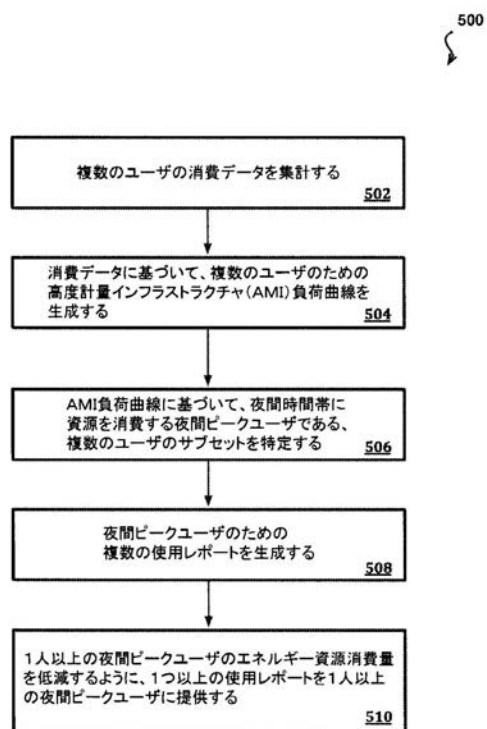 500
複数のユーザの消費データを集計する
502
消費データに基づいて、複数のユーザのための
高度計量インフラストラクチャ(AMI)負荷曲線を
生成する
504
AMI負荷曲線に基づいて、夜間時間帯に
資源を消費する夜間ピークユーザである、
複数のユーザのサブセットを特定する
506
夜間ピークユーザのための
複数の使用レポートを生成する
508
1人以上の夜間ピークユーザのエネルギー資源消費量
を低減するように、1つ以上の使用レポートを1人以上
の夜間ピークユーザに提供する
510